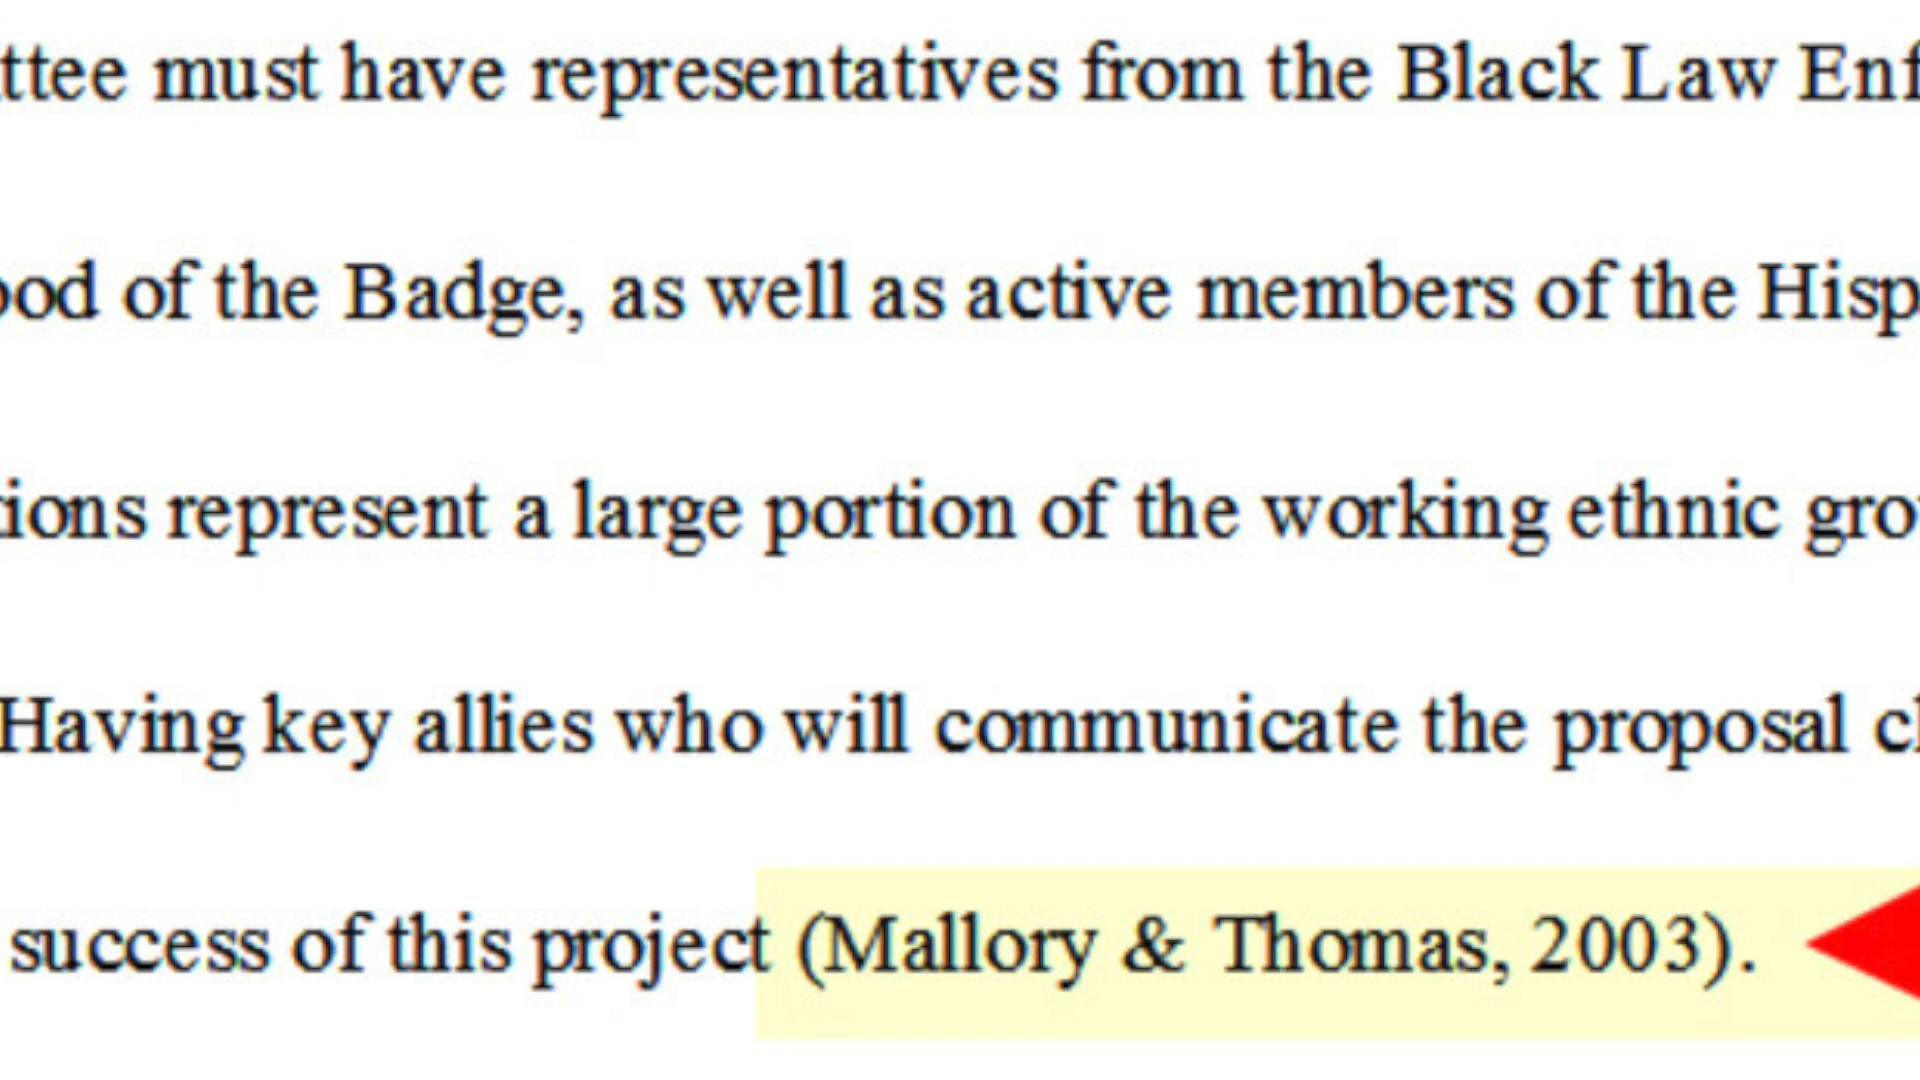 ttee must have representatives from the Black Law Enf
ood of the Badge, as well as active members of the Hisp
tions represent a large portion of the working ethnic gro
Having key allies who will communicate the proposal cl
success of this project (Mallory & Thomas, 2003).